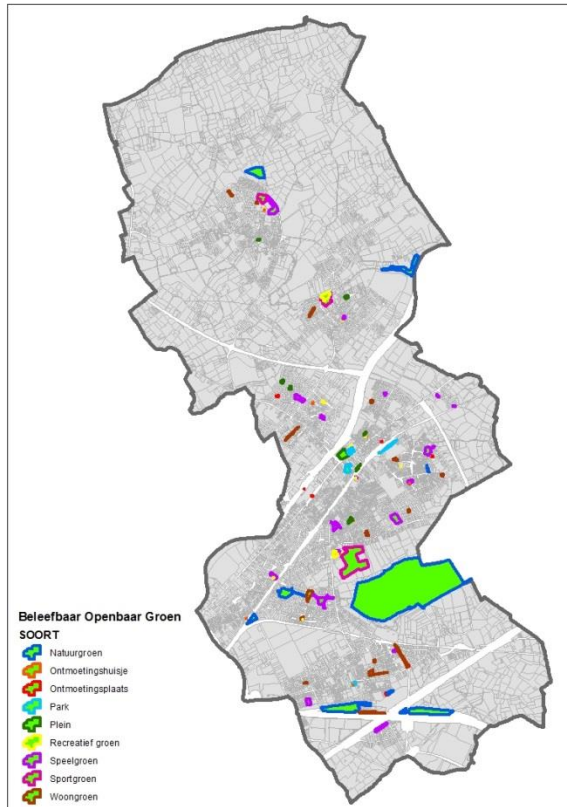 Beleefbaar Openbaar Groen
SOORT
Natuurgroen
Ontmoetingshuisje
Ontmoetingsplaats
Park
Plein
Recreatief groen
Speelgroen
Sportgroen
Woongroen